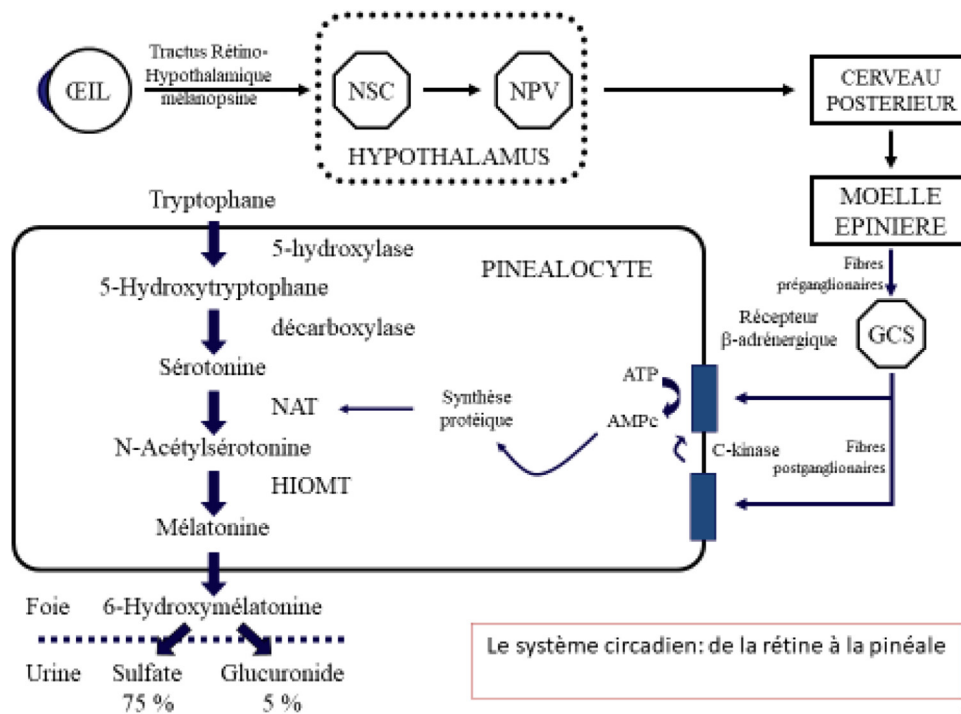 ŒIL
Tractus Rétino-
Hypothalamique
mélanopsine
NSC
NPV
HYPOTHALAMUS
CERVEAU
POSTERIEUR
MOELLE
EPINIERE
Fibres
préganglionaires
GCS
Récepteur
β-adrénergique
Fibres
postganglionaires
Tryptophane
5-hydroxylase
PINEALOCYTE
5-Hydroxytryptophane
décarboxylase
Sérotonine
NAT
Synthèse
protéique
ATP
AMPc
C-kinase
N-Acétylsérotonine
HIOMT
Mélatonine
Foie 6-Hydroxymélatonine
Urine Sulfate Glucuronide
75 % 5 %
Le système circadien: de la rétine à la pinéale